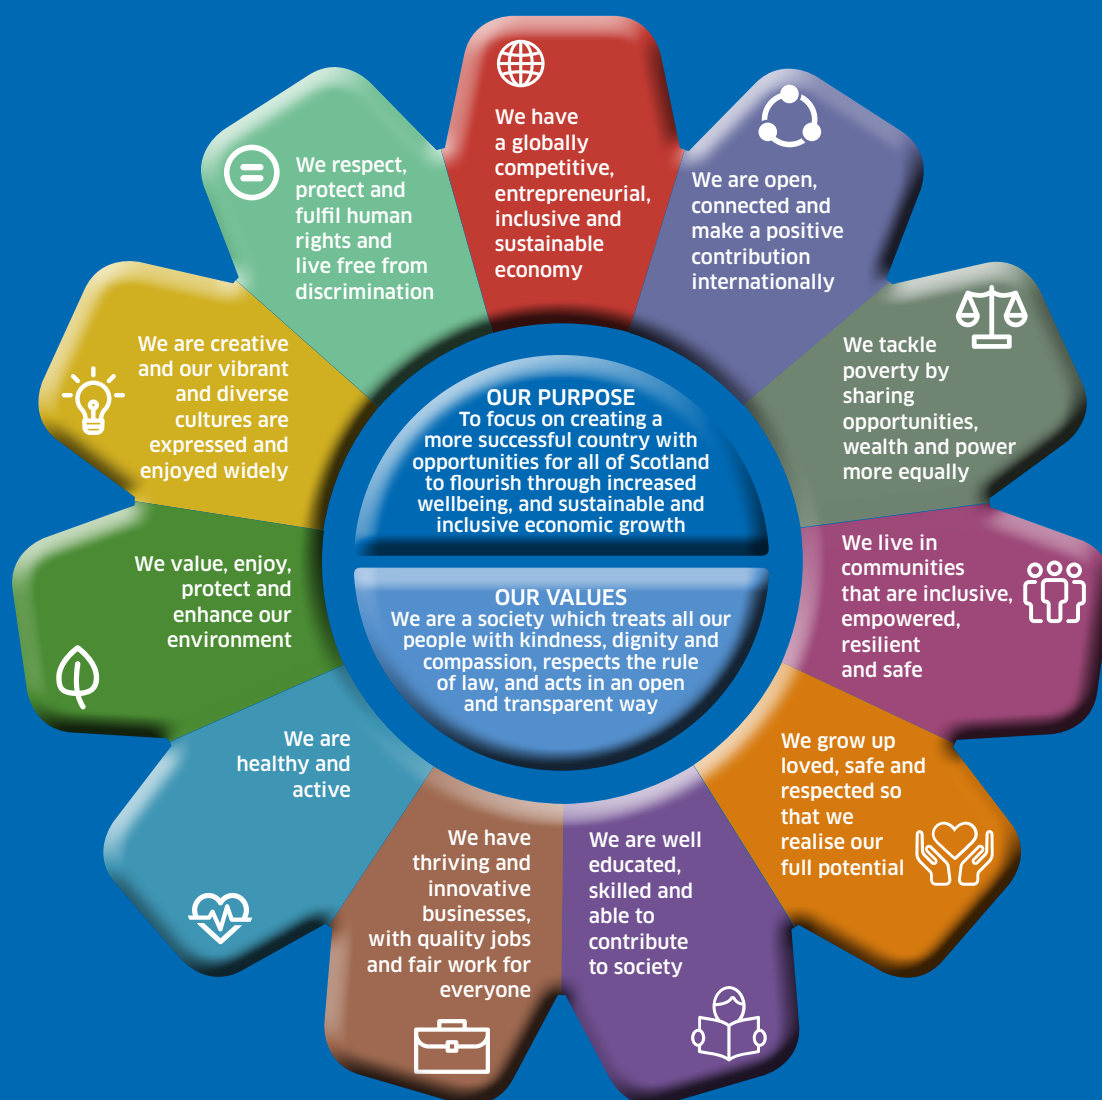 We have
a globally
competitive,
entrepreneurial,
inclusive and
sustainable
economy
We are open,
connected and
make a positive
contribution
internationally
We tackle
poverty by
sharing
opportunities,
wealth and power
more equally
We live in
communities
that are inclusive,
empowered,
resilient
and safe
We grow up
loved, safe and
respected so
that we
realise our
full potential
We are well
educated,
skilled and
able to
contribute
to society
We have
thriving and
innovative
businesses,
with quality jobs
and fair work for
everyone
We are
healthy and
active
We value, enjoy,
protect and
enhance our
environment
We are creative
and our vibrant
and diverse
cultures are
expressed and
enjoyed widely
We respect,
protect and
fulfil human
rights and
live free from
discrimination
OUR PURPOSE
To focus on creating a
more successful country with
opportunities for all of Scotland
to flourish through increased
wellbeing, and sustainable and
inclusive economic growth
OUR VALUES
We are a society which treats all our
people with kindness, dignity and
compassion, respects the rule
of law, and acts in an open
and transparent way